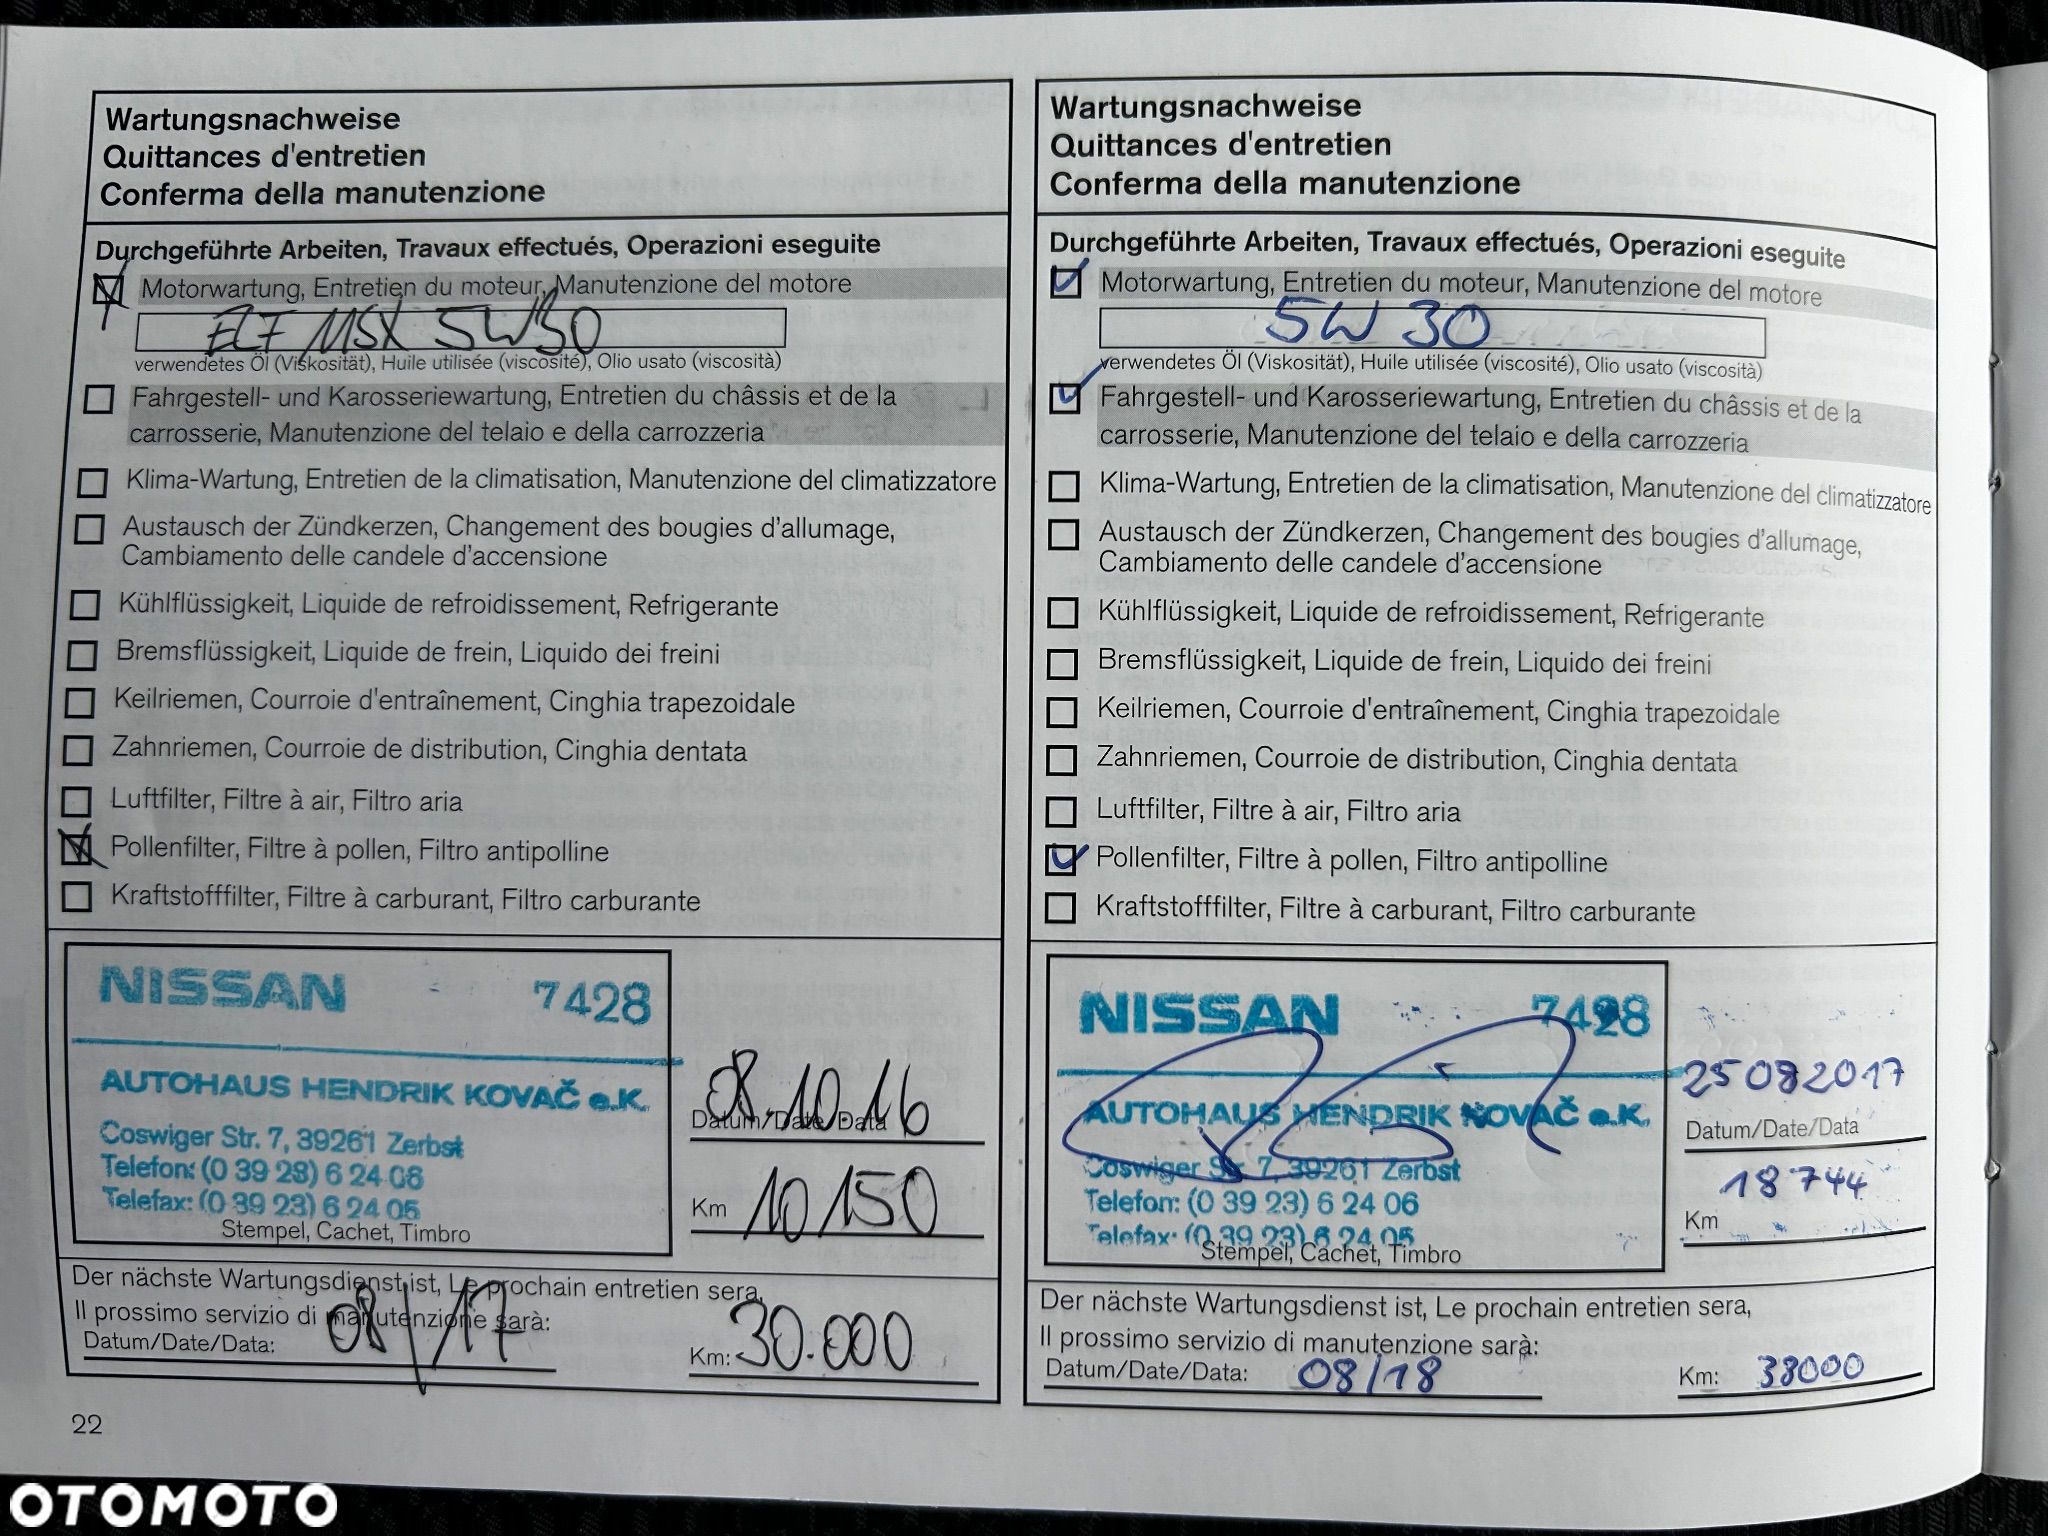 Wartungsnachweise
Quittances d'entretien
Conferma della manutenzione
Durchgeführte Arbeiten, Travaux effectués, Operazioni eseguite
Motorwartung, Entretien du moteur, Manutenzione del motore
ELF MSX 5W30
verwendetes Öl (Viskosität), Huile utilisée (viscosité), Olio usato (viscosità)
Fahrgestell- und Karosseriewartung, Entretien du châssis et de la
carrosserie, Manutenzione del telaio e della carrozzeria
Klima-Wartung, Entretien de la climatisation, Manutenzione del climatizzatore
Austausch der Zündkerzen, Changement des bougies d'allumage,
Cambiamento delle candele d'accensione
Kühlflüssigkeit, Liquide de refroidissement, Refrigerante
Bremsflüssigkeit, Liquide de frein, Liquido dei freini
Keilriemen, Courroie d'entraînement, Cinghia trapezoidale
Zahnriemen, Courroie de distribution, Cinghia dentata
Luftfilter, Filtre à air, Filtro aria
Pollenfilter, Filtre à pollen, Filtro antipolline
Kraftstofffilter, Filtre à carburant, Filtro carburante
NISSAN 7428
AUTOHAUS HENDRIK KOVAČ e.K.
Coswiger Str. 7, 39261 Zerbst
Telefon: (0 39 23) 6 24 06
Telefax: (0 39 23) 6 24 05
Stempel, Cachet, Timbro
08.10.16
Datum/Date/Data
Km 10150
Der nächste Wartungsdienst ist, Le prochain entretien sera,
Il prossimo servizio di manutenzione sarà:
Datum/Date/Data: 08/17 Km: 30.000
22
Wartungsnachweise
Quittances d'entretien
Conferma della manutenzione
Durchgeführte Arbeiten, Travaux effectués, Operazioni eseguite
Motorwartung, Entretien du moteur, Manutenzione del motore
5W 30
verwendetes Öl (Viskosität), Huile utilisée (viscosité), Olio usato (viscosità)
Fahrgestell- und Karosseriewartung, Entretien du châssis et de la
carrosserie, Manutenzione del telaio e della carrozzeria
Klima-Wartung, Entretien de la climatisation, Manutenzione del climatizzatore
Austausch der Zündkerzen, Changement des bougies d'allumage,
Cambiamento delle candele d'accensione
Kühlflüssigkeit, Liquide de refroidissement, Refrigerante
Bremsflüssigkeit, Liquide de frein, Liquido dei freini
Keilriemen, Courroie d'entraînement, Cinghia trapezoidale
Zahnriemen, Courroie de distribution, Cinghia dentata
Luftfilter, Filtre à air, Filtro aria
Pollenfilter, Filtre à pollen, Filtro antipolline
Kraftstofffilter, Filtre à carburant, Filtro carburante
NISSAN 7428
AUTOHAUS HENDRIK KOVAČ e.K.
Coswiger Str. 7, 39261 Zerbst
Telefon: (0 39 23) 6 24 06
Telefax: (0 39 23) 6 24 05
Stempel, Cachet, Timbro
25082017
Datum/Date/Data
18744
Km
Der nächste Wartungsdienst ist, Le prochain entretien sera,
Il prossimo servizio di manutenzione sarà:
Datum/Date/Data: 08/18 Km: 38000
OTOMOTO